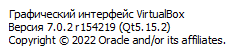 Графический интерфейс VirtualBox
Версия 7.0.2 r154219 (Qt5.15.2)
Copyright © 2022 Oracle and/or its affiliates.